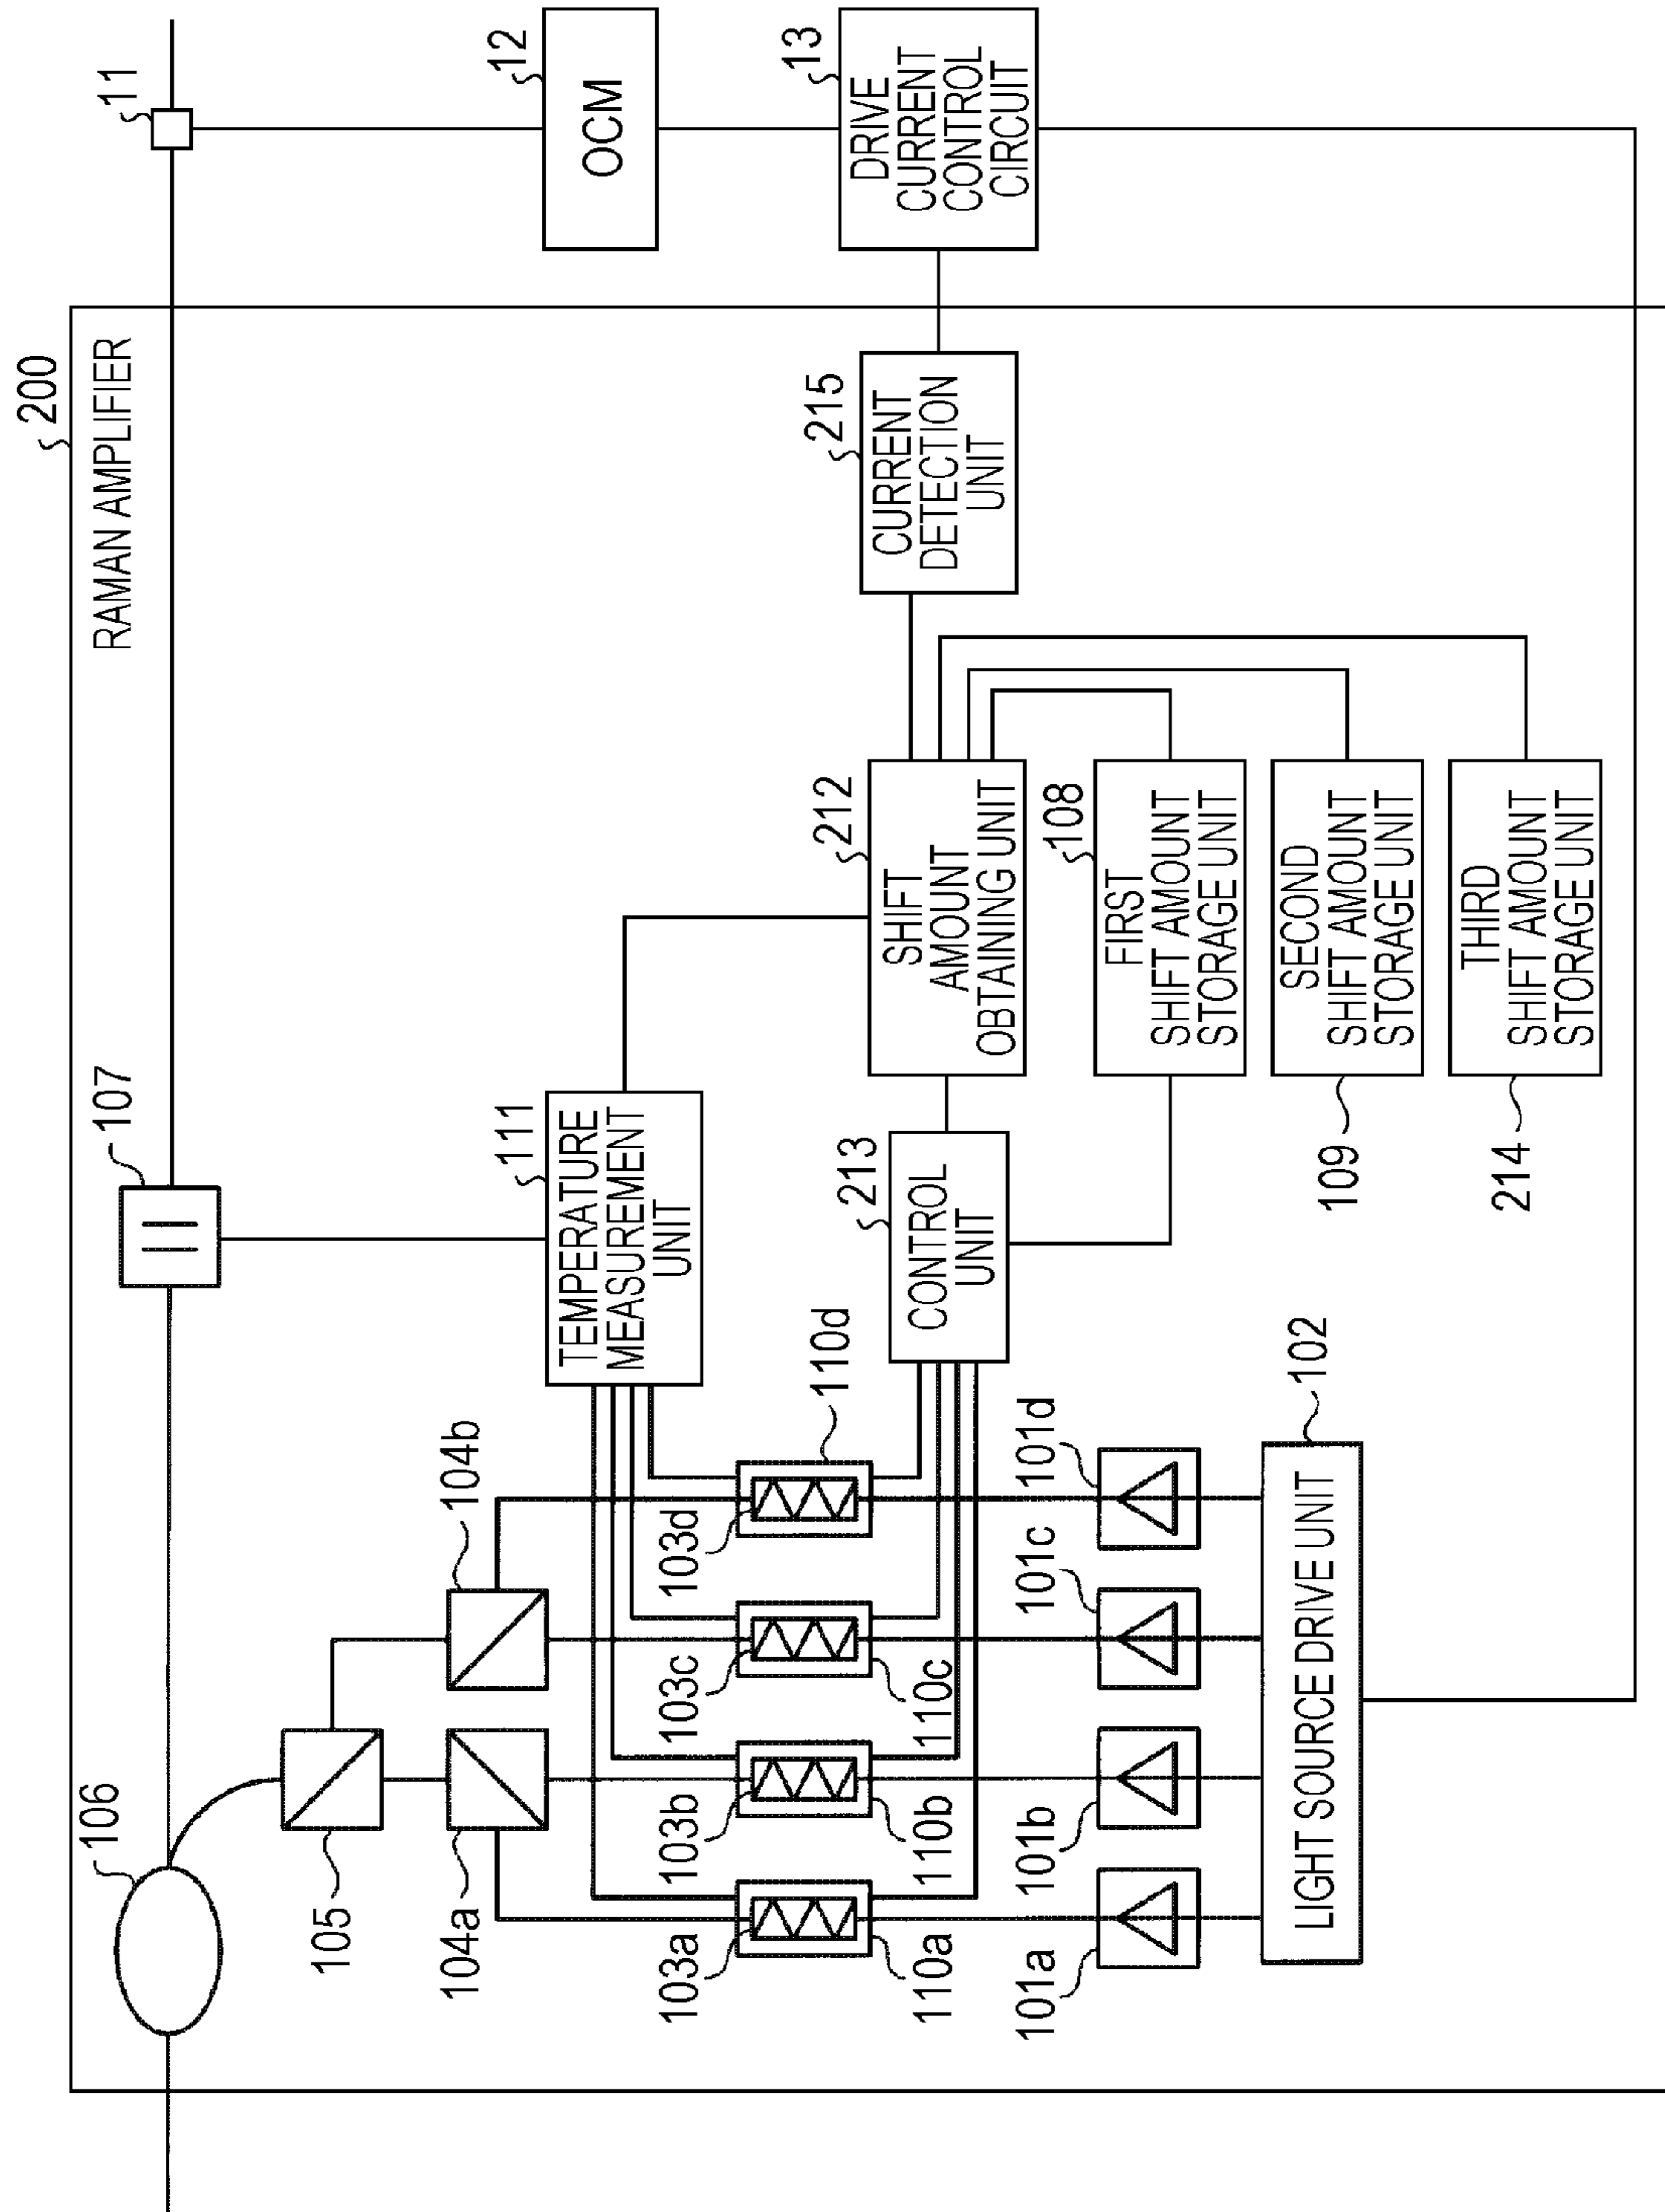 200
RAMAN AMPLIFIER
11
12
OCM
13
DRIVE
CURRENT
CONTROL
CIRCUIT
106
107
105
104a
104b
111
TEMPERATURE
MEASUREMENT
UNIT
215
CURRENT
DETECTION
UNIT
212
SHIFT
AMOUNT
OBTAINING UNIT
213
CONTROL
UNIT
103a
103b
103c
103d
110a
110b
110c
110d
108
FIRST
SHIFT AMOUNT
STORAGE UNIT
SECOND
SHIFT AMOUNT
STORAGE UNIT
109
THIRD
SHIFT AMOUNT
STORAGE UNIT
214
101a
101b
101c
101d
102
LIGHT SOURCE DRIVE UNIT